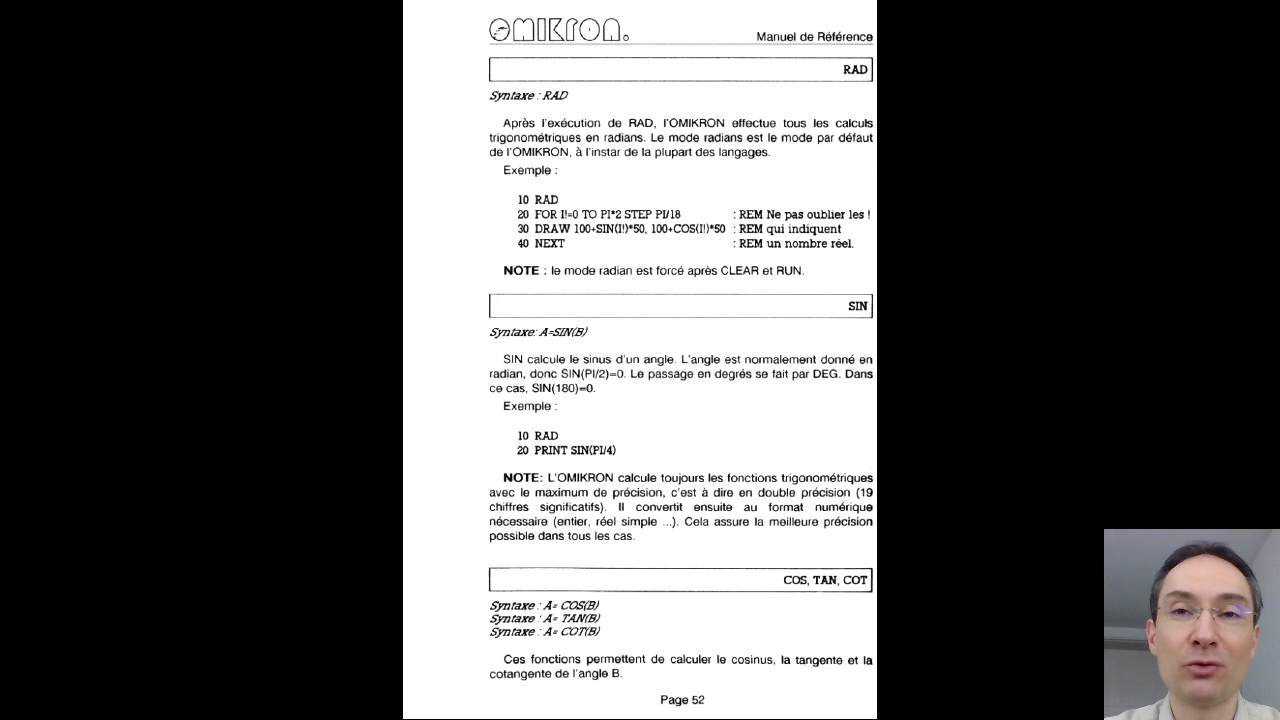 OMIKRON.
Manuel de Référence
RAD
Syntaxe : RAD
Après l'exécution de RAD, l'OMIKRON effectue tous les calculs
trigonométriques en radians. Le mode radians est le mode par défaut
de l'OMIKRON, à l'instar de la plupart des langages.
Exemple :
10 RAD
20 FOR I!=0 TO PI*2 STEP PI/18 : REM Ne pas oublier les !
30 DRAW 100+SIN(I!)*50, 100+COS(I!)*50 : REM qui indiquent
40 NEXT : REM un nombre réel.
NOTE : le mode radian est forcé après CLEAR et RUN.
SIN
Syntaxe: A=SIN(B)
SIN calcule le sinus d'un angle. L'angle est normalement donné en
radian, donc SIN(PI/2)=0. Le passage en degrés se fait par DEG. Dans
ce cas, SIN(180)=0.
Exemple :
10 RAD
20 PRINT SIN(PI/4)
NOTE: L'OMIKRON calcule toujours les fonctions trigonométriques
avec le maximum de précision, c'est à dire en double précision (19
chiffres significatifs). Il convertit ensuite au format numérique
nécessaire (entier, réel simple ...). Cela assure la meilleure précision
possible dans tous les cas.
COS, TAN, COT
Syntaxe : A= COS(B)
Syntaxe : A= TAN(B)
Syntaxe : A= COT(B)
Ces fonctions permettent de calculer le cosinus, la tangente et la
cotangente de l'angle B.
Page 52